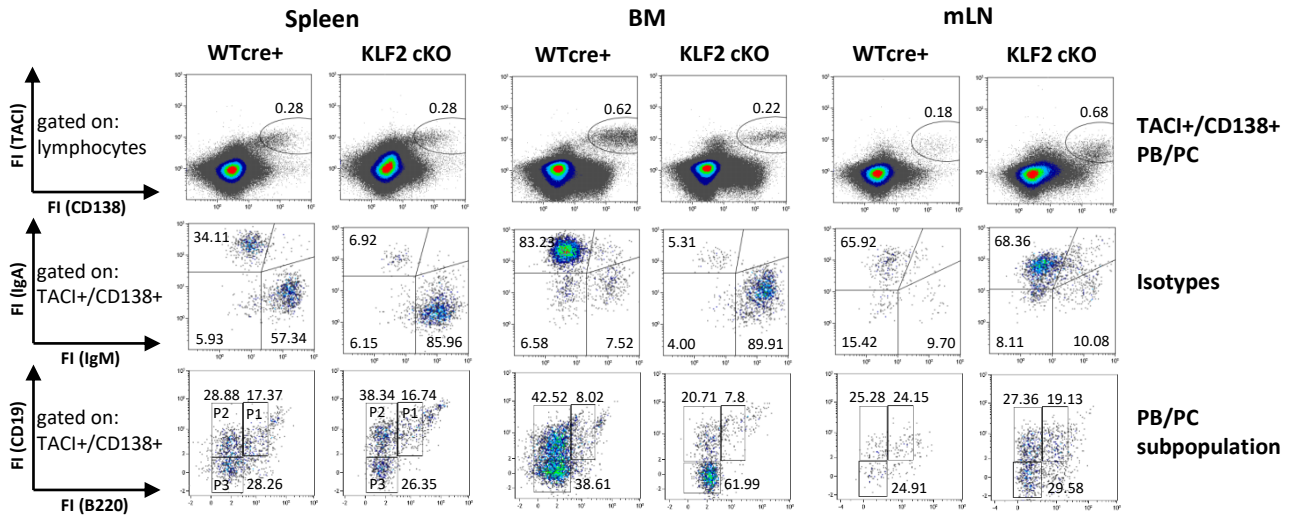 Spleen BM mLN
WTcre+ KLF2 cKO WTcre+ KLF2 cKO WTcre+ KLF2 cKO
FI (TACI)
gated on:
lymphocytes
FI (CD138)
0.28 0.28 0.62 0.22 0.18 0.68
TACI+/CD138+
PB/PC
FI (IgA)
gated on:
TACI+/CD138+
FI (IgM)
34.11 6.92 83.23 5.31 65.92 68.36
5.93 57.34 6.15 85.96 6.58 7.52 4.00 89.91 15.42 9.70 8.11 10.08
Isotypes
FI (CD19)
gated on:
TACI+/CD138+
FI (B220)
28.88 17.37 38.34 16.74 42.52 8.02 20.71 7.8 25.28 24.15 27.36 19.13
P2 P1 P2 P1
P3 28.26 P3 26.35 38.61 61.99 24.91 29.58
PB/PC
subpopulation